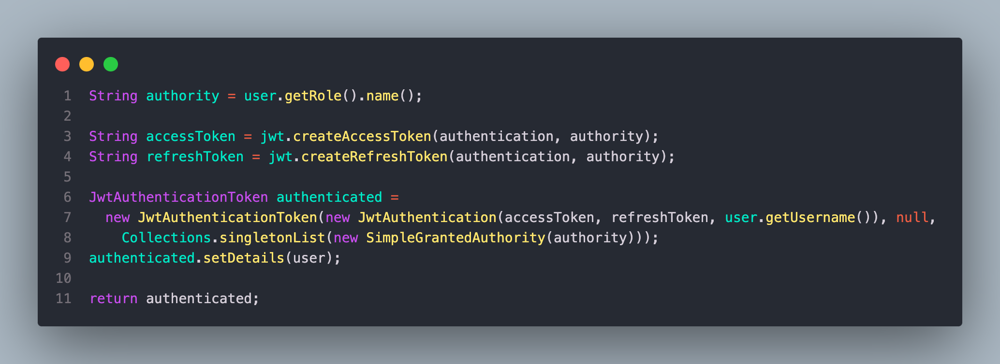 1 String authority = user.getRole().name();
2
3 String accessToken = jwt.createAccessToken(authentication, authority);
4 String refreshToken = jwt.createRefreshToken(authentication, authority);
5
6 JwtAuthenticationToken authenticated =
7   new JwtAuthenticationToken(new JwtAuthentication(accessToken, refreshToken, user.getUsername()), null,
8     Collections.singletonList(new SimpleGrantedAuthority(authority)));
9 authenticated.setDetails(user);
10
11 return authenticated;